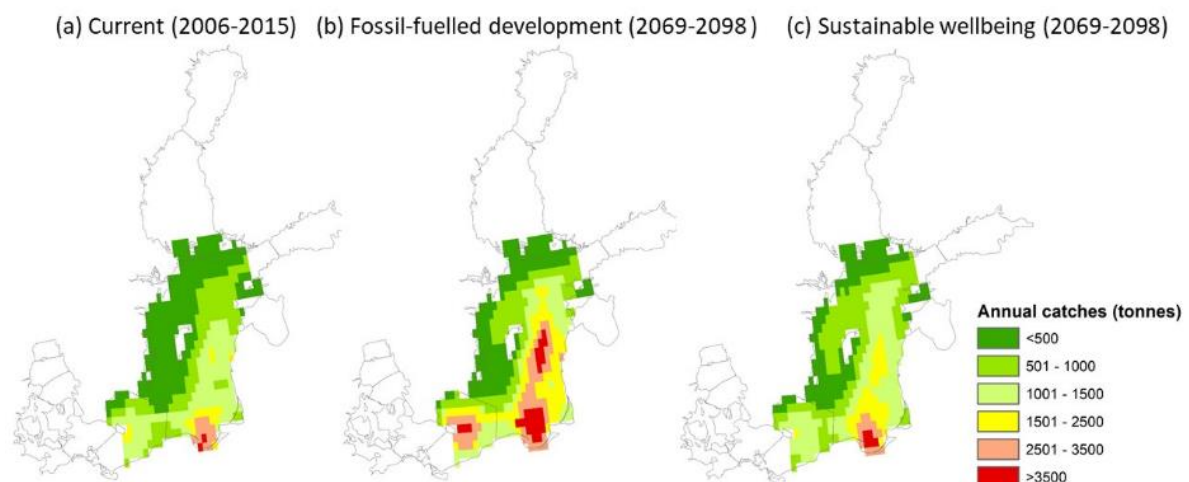 (a) Current (2006-2015) (b) Fossil-fuelled development (2069-2098) (c) Sustainable wellbeing (2069-2098)
Annual catches (tonnes)
<500
501 - 1000
1001 - 1500
1501 - 2500
2501 - 3500
>3500